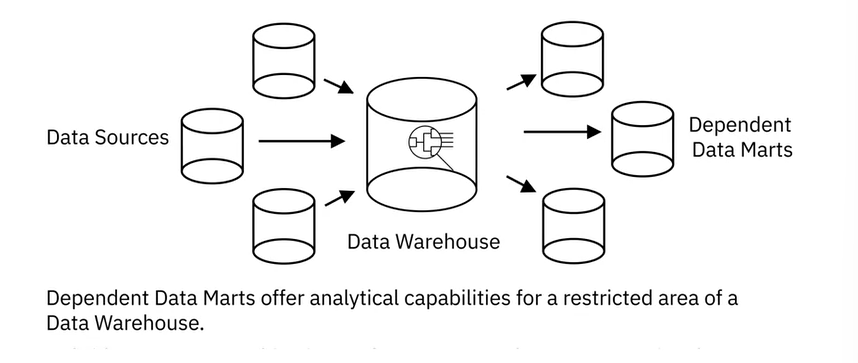 Data Sources
Dependent
Data Marts
Data Warehouse
Dependent Data Marts offer analytical capabilities for a restricted area of a
Data Warehouse.